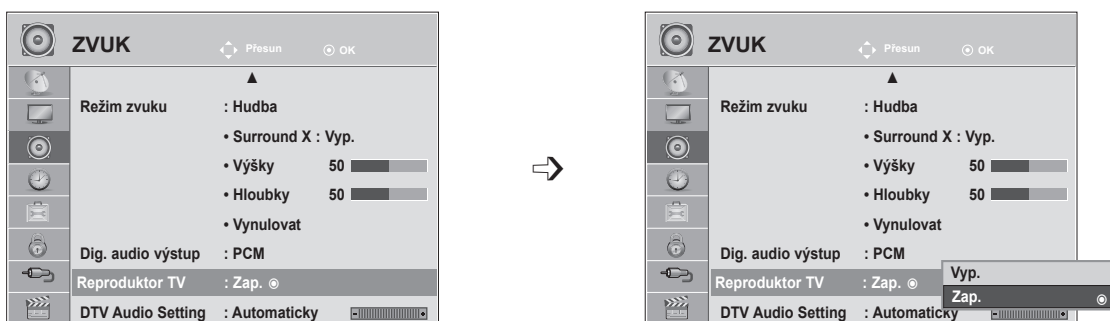 ZVUK Přesun OK
Režim zvuku : Hudba
• Surround X : Vyp.
• Výšky 50
• Hloubky 50
• Vynulovat
Dig. audio výstup : PCM
Reproduktor TV : Zap.
DTV Audio Setting : Automaticky
ZVUK Přesun OK
Režim zvuku : Hudba
• Surround X : Vyp.
• Výšky 50
• Hloubky 50
• Vynulovat
Dig. audio výstup : PCM
Reproduktor TV : Zap.
DTV Audio Setting : Automaticky
Vyp.
Zap.